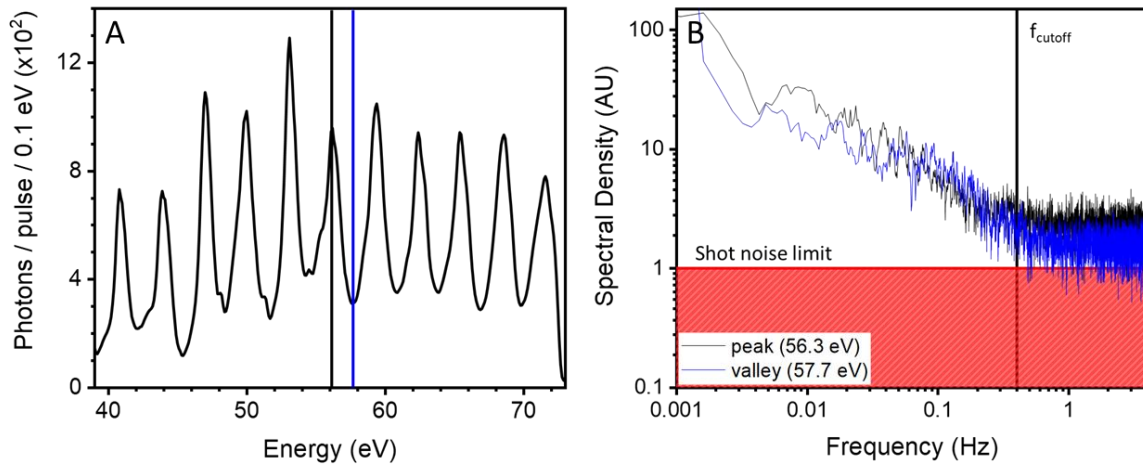 A
Photons / pulse / 0.1 eV (x10²)
12
8
4
0
40
50
60
70
Energy (eV)
B
f_cutoff
Spectral Density (AU)
100
10
1
0.1
Shot noise limit
peak (56.3 eV)
valley (57.7 eV)
0.001
0.01
0.1
1
Frequency (Hz)